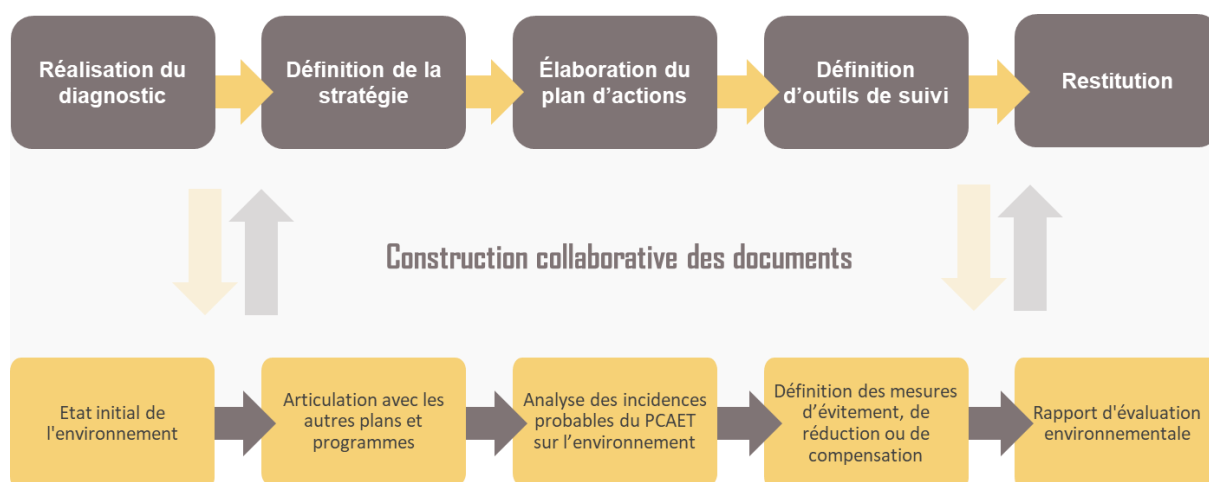 Réalisation du
diagnostic
Définition de la
stratégie
Élaboration du
plan d’actions
Définition
d’outils de suivi
Restitution
Construction collaborative des documents
Etat initial de
l'environnement
Articulation avec les
autres plans et
programmes
Analyse des incidences
probables du PCAET
sur l’environnement
Définition des mesures
d’évitement, de
réduction ou de
compensation
Rapport d'évaluation
environnementale